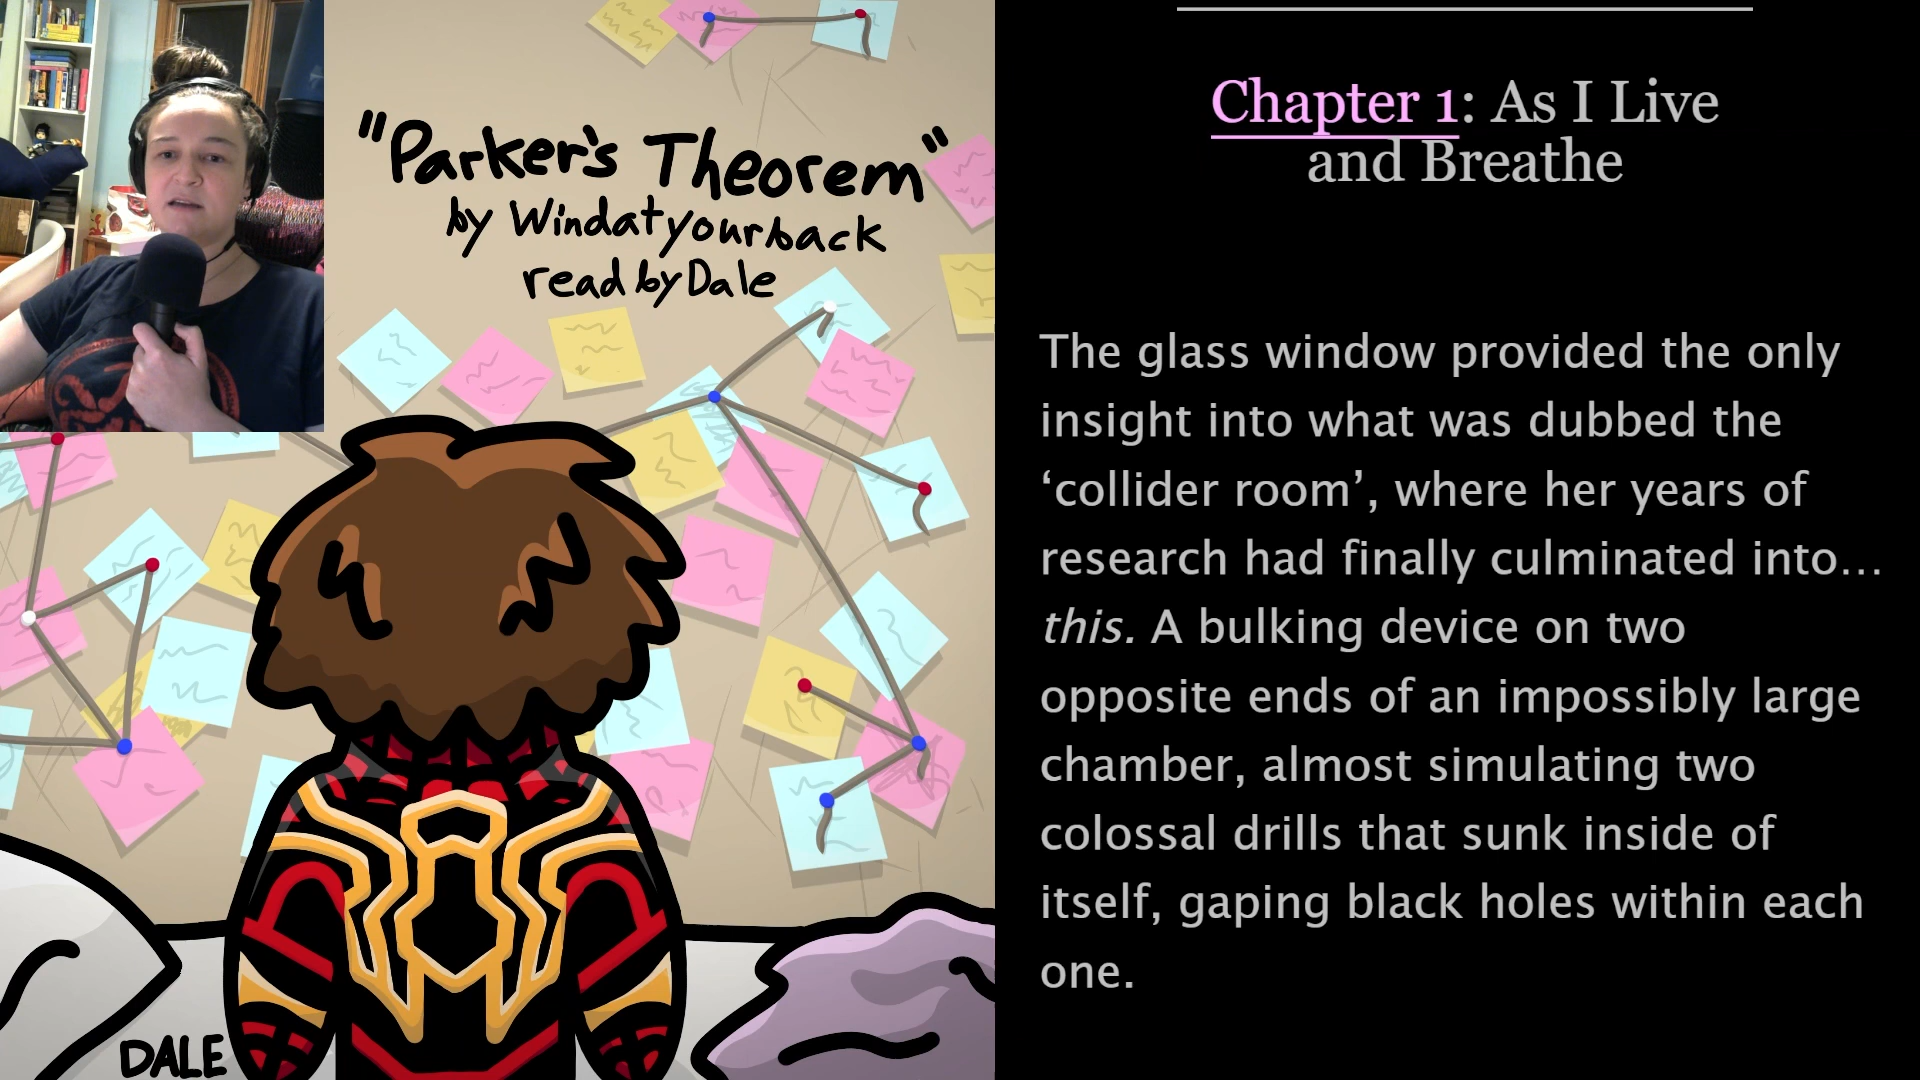 "Parker's Theorem"
by Windatyourback
read by Dale
DALE
Chapter 1: As I Live
and Breathe
The glass window provided the only
insight into what was dubbed the
‘collider room’, where her years of
research had finally culminated into…
this. A bulking device on two
opposite ends of an impossibly large
chamber, almost simulating two
colossal drills that sunk inside of
itself, gaping black holes within each
one.